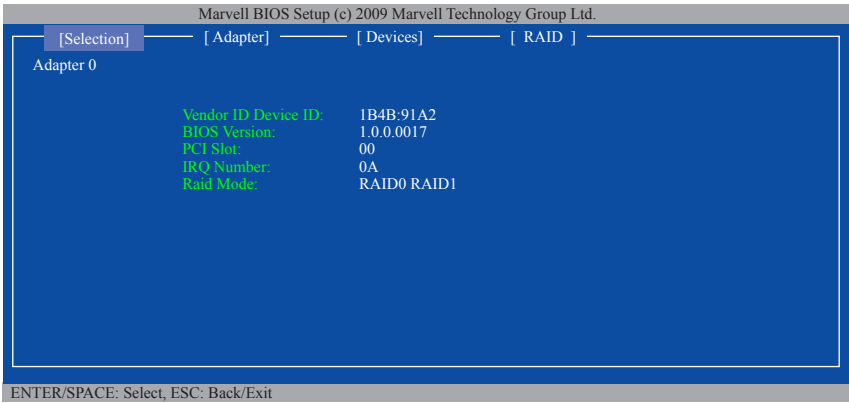 Marvell BIOS Setup (c) 2009 Marvell Technology Group Ltd.
[Selection] [ Adapter] [ Devices] [ RAID ]
Adapter 0
Vendor ID Device ID: 1B4B:91A2
BIOS Version: 1.0.0.0017
PCI Slot: 00
IRQ Number: 0A
Raid Mode: RAID0 RAID1
ENTER/SPACE: Select, ESC: Back/Exit